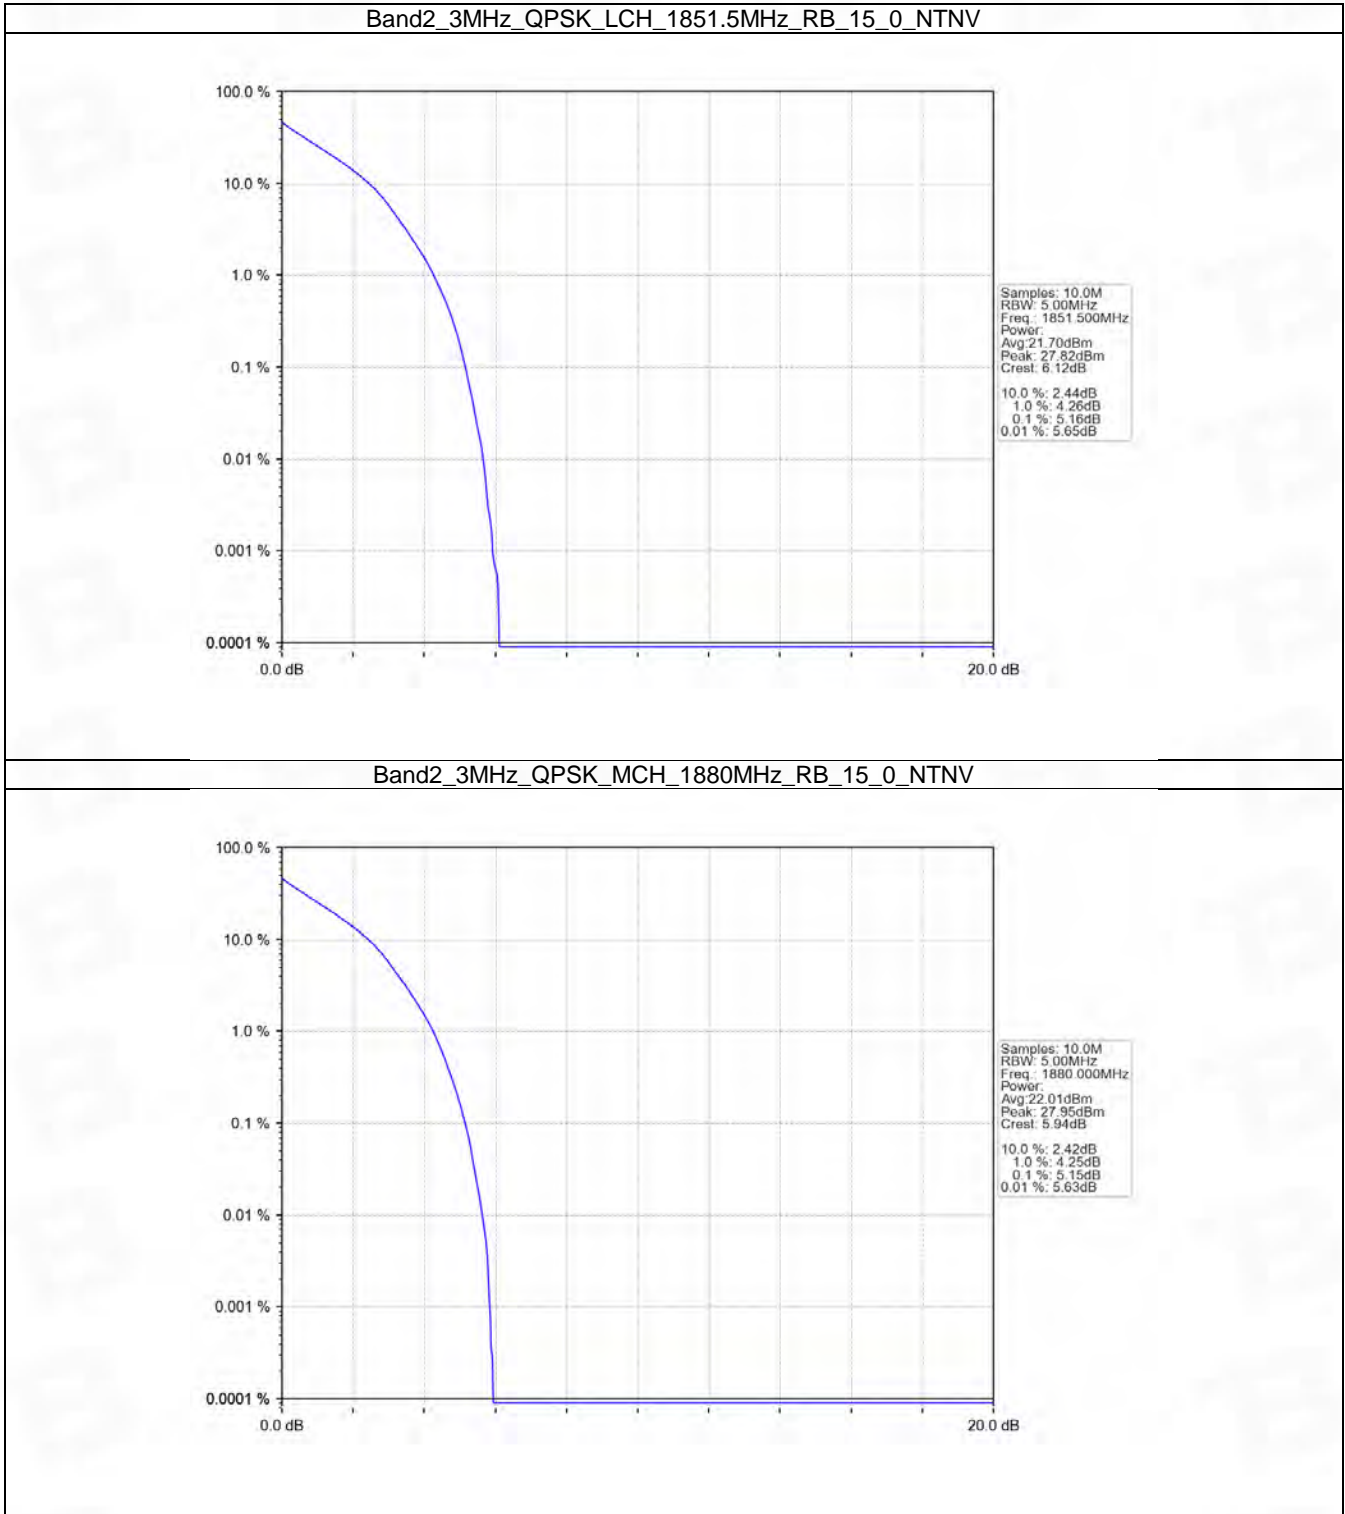 Band2_3MHz_QPSK_LCH_1851.5MHz_RB_15_0_NTNV
100.0 %
10.0 %
1.0 %
0.1 %
0.01 %
0.001 %
0.0001 %
0.0 dB
20.0 dB
Samples: 10.0M
RBW: 5.00MHz
Freq.: 1851.500MHz
Power:
Avg:21.70dBm
Peak: 27.82dBm
Crest: 6.12dB
10.0 %: 2.44dB
1.0 %: 4.26dB
0.1 %: 5.16dB
0.01 %: 5.65dB
Band2_3MHz_QPSK_MCH_1880MHz_RB_15_0_NTNV
100.0 %
10.0 %
1.0 %
0.1 %
0.01 %
0.001 %
0.0001 %
0.0 dB
20.0 dB
Samples: 10.0M
RBW: 5.00MHz
Freq.: 1880.000MHz
Power:
Avg:22.01dBm
Peak: 27.95dBm
Crest: 5.94dB
10.0 %: 2.42dB
1.0 %: 4.25dB
0.1 %: 5.15dB
0.01 %: 5.63dB